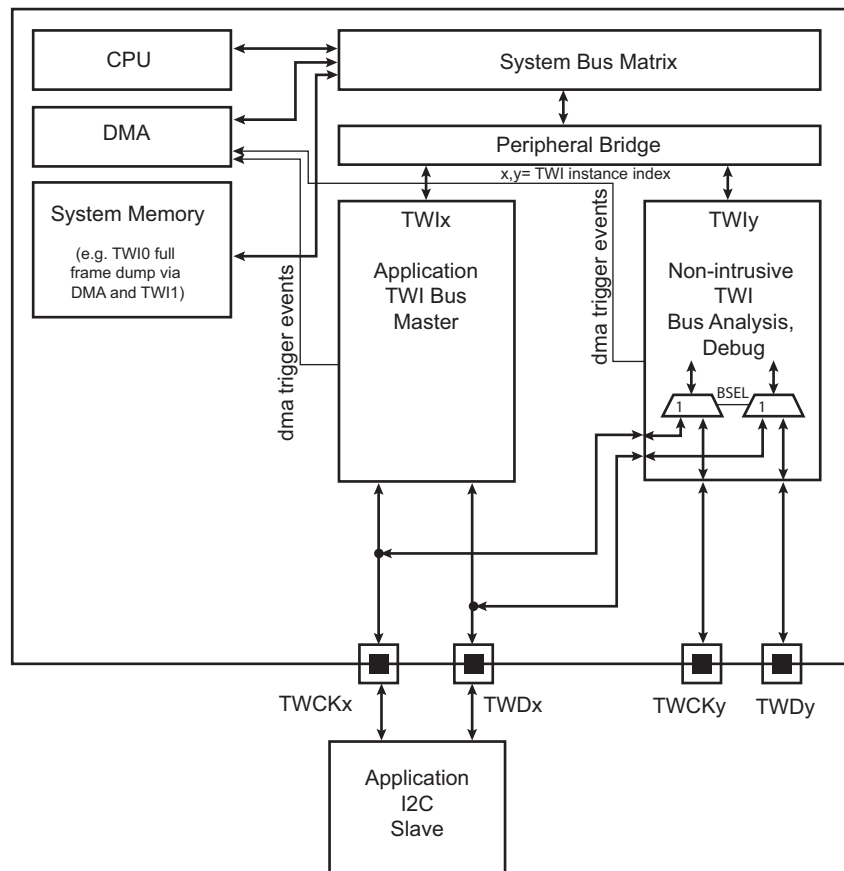 CPU
System Bus Matrix
DMA
Peripheral Bridge
x,y= TWI instance index
System Memory
(e.g. TWI0 full
frame dump via
DMA and TWI1)
dma trigger events
TWIx
Application
TWI Bus
Master
dma trigger events
TWIy
Non-intrusive
TWI
Bus Analysis,
Debug
BSEL
1
1
TWCKx
TWDx
TWCKy
TWDy
Application
I2C
Slave